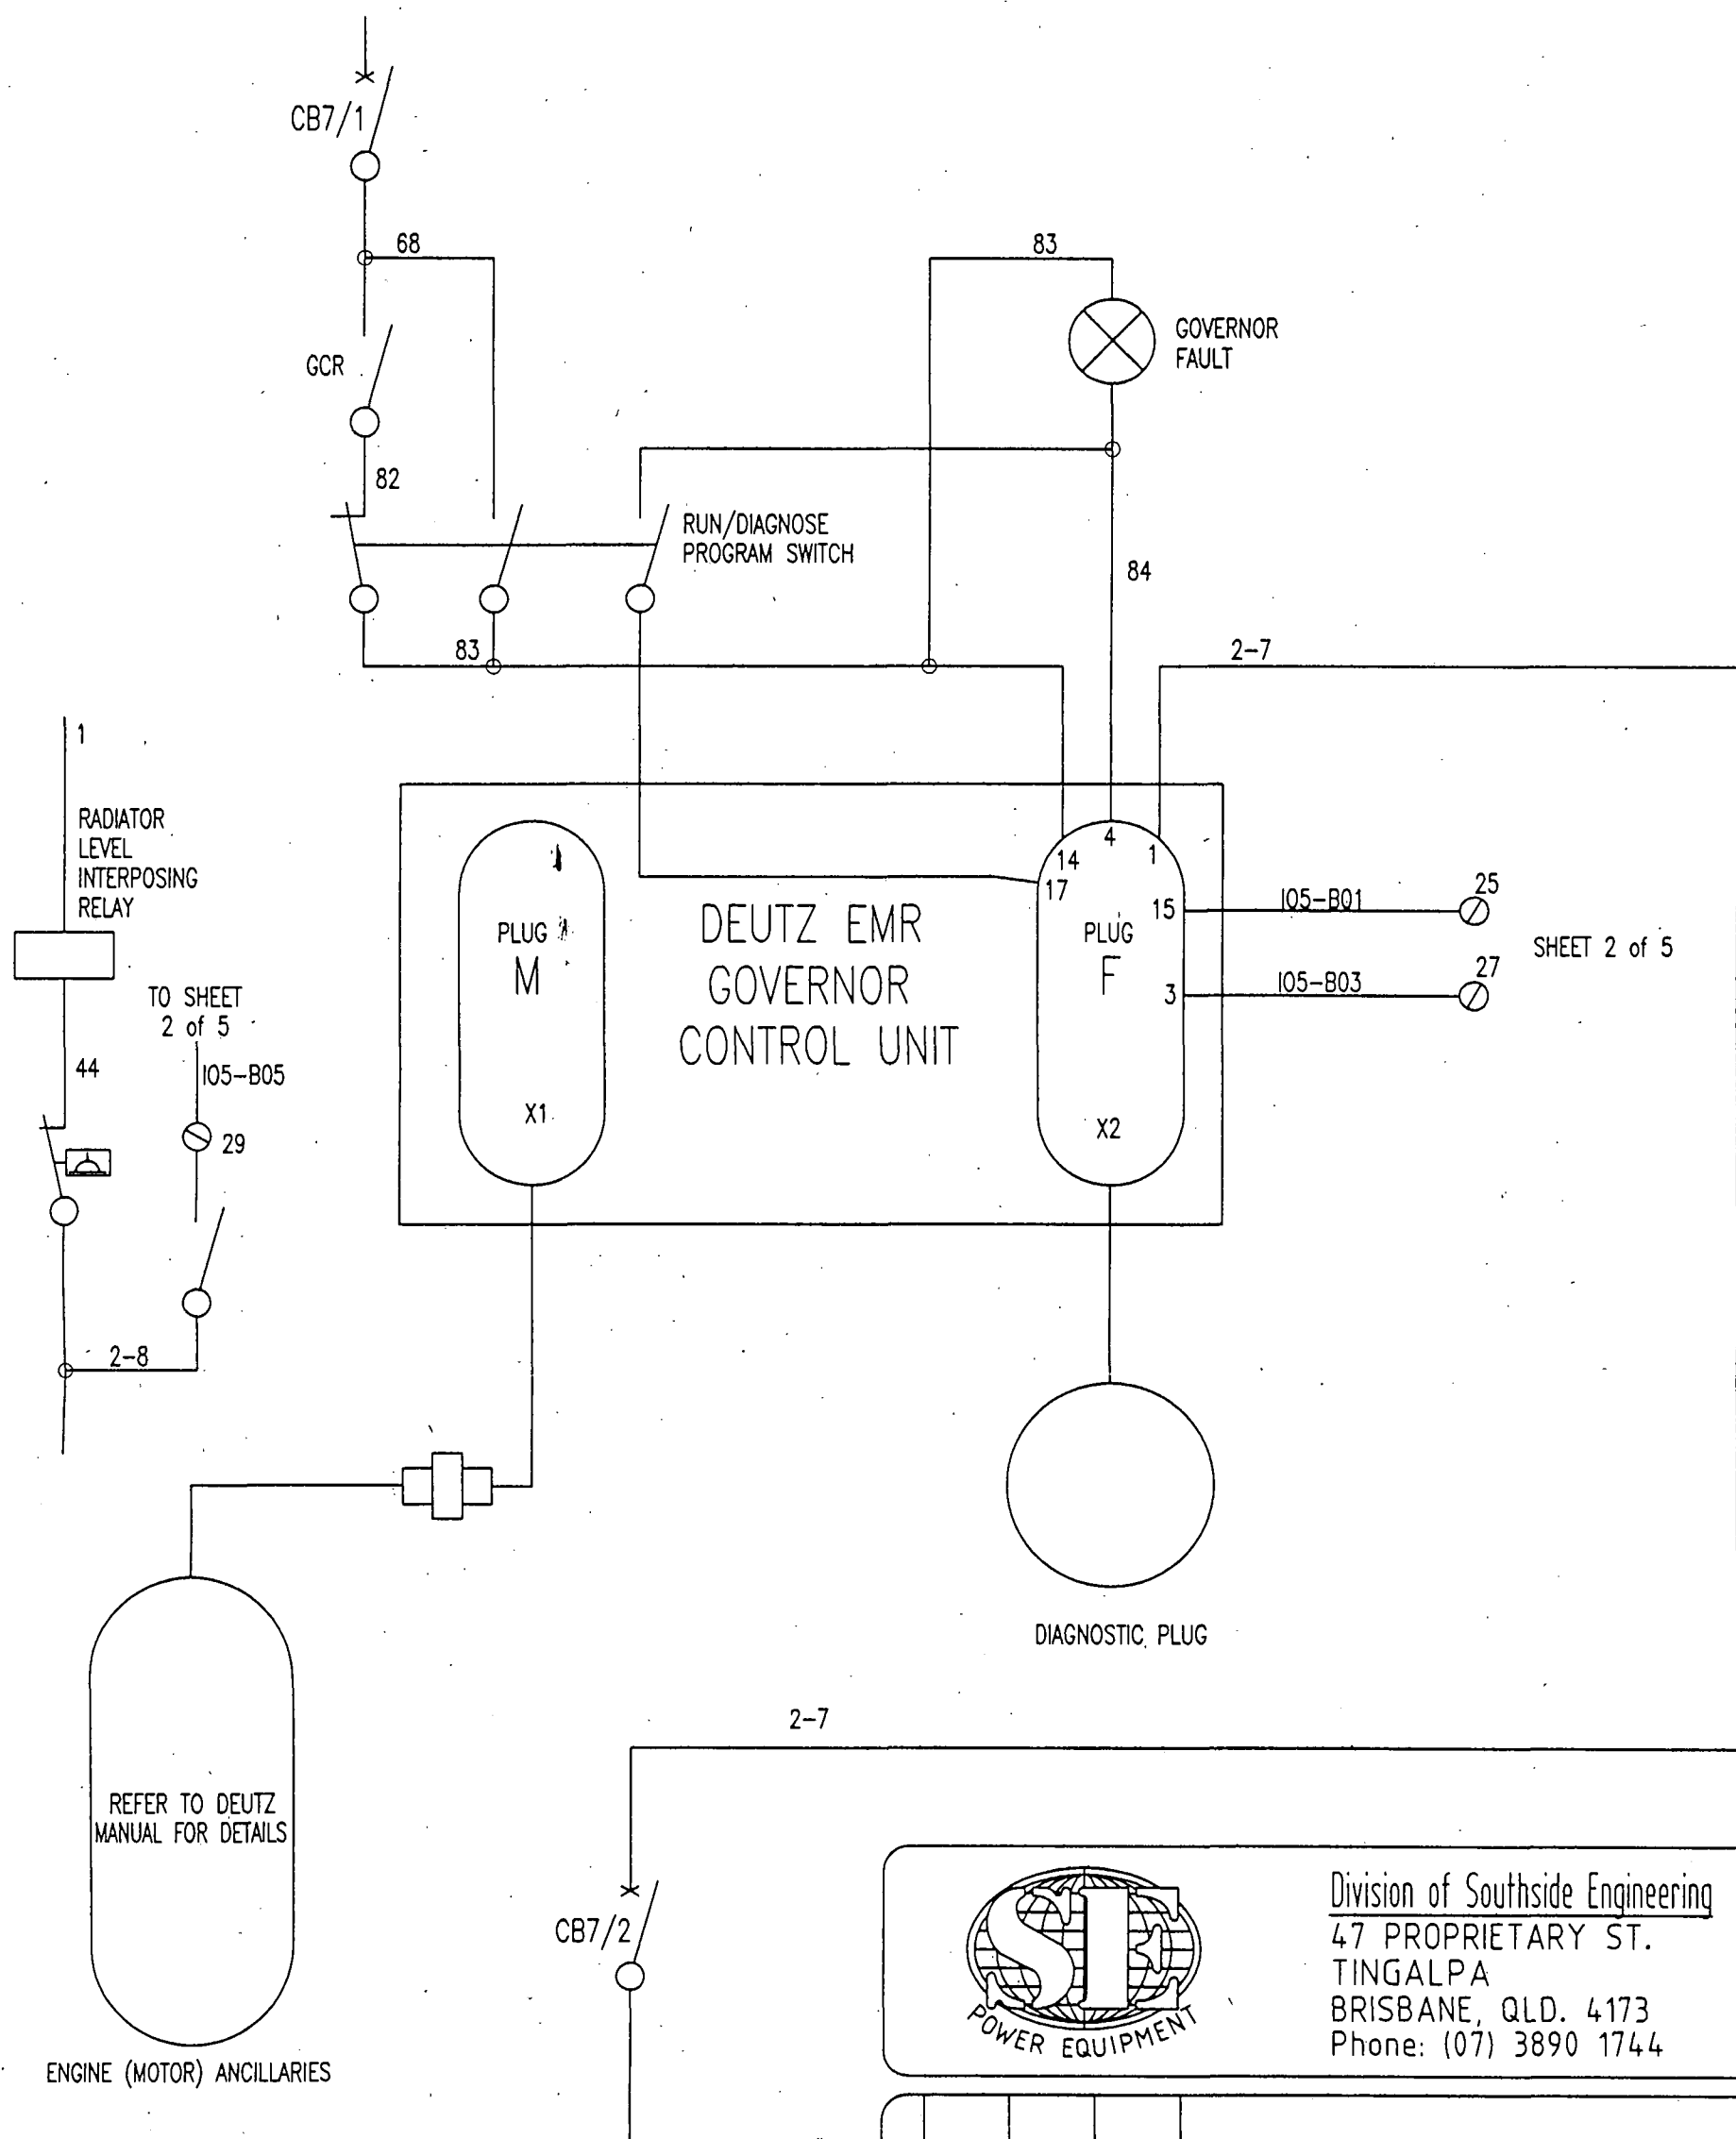 CB7/1
68
83
GOVERNOR
FAULT
GCR
82
RUN/DIAGNOSE
PROGRAM SWITCH
84
83
2-7
1
RADIATOR
LEVEL
INTERPOSING
RELAY
14
4
1
17
15
IO5-B01
25
PLUG
M
DEUTZ EMR
GOVERNOR
CONTROL UNIT
PLUG
F
SHEET 2 of 5
3
IO5-B03
27
TO SHEET
2 of 5
44
IO5-B05
X1
X2
29
2-8
DIAGNOSTIC PLUG
2-7
REFER TO DEUTZ
MANUAL FOR DETAILS
CB7/2
ENGINE (MOTOR) ANCILLARIES
SE
POWER EQUIPMENT
Division of Southside Engineering
47 PROPRIETARY ST.
TINGALPA
BRISBANE, QLD. 4173
Phone: (07) 3890 1744